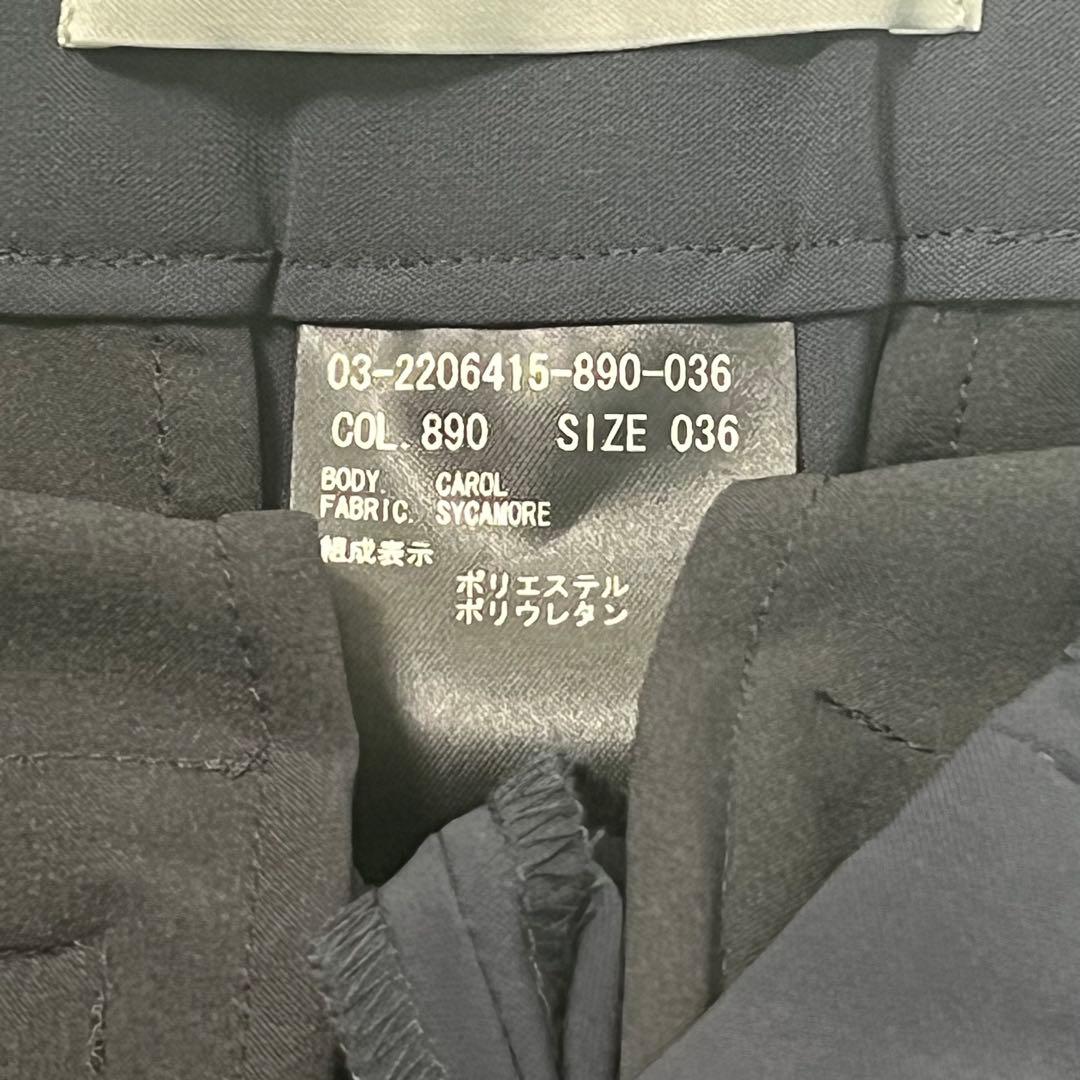 03-2206415-890-036
COL. 890 SIZE 036
BODY. CAROL
FABRIC. SYCAMORE
組成表示
ポリエステル
ポリウレタン